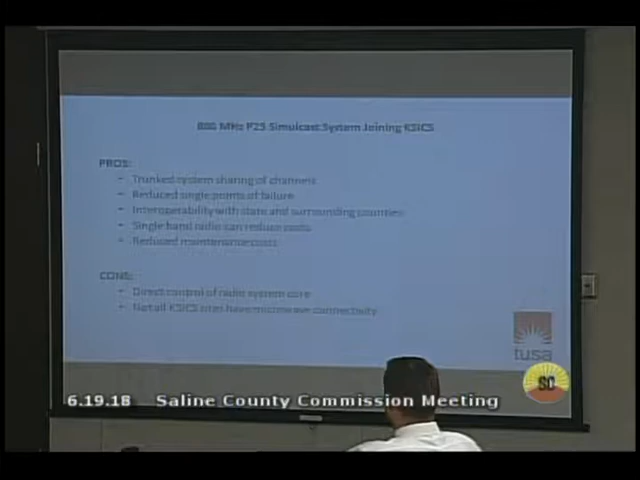 800 MHz P25 Simulcast System Joining KSICS
PROS:
- Trunked system sharing of channels
- Reduced single points of failure
- Interoperability with state and surrounding counties
- Single band radio can reduce costs
- Reduced maintenance costs
CONS:
- Direct control of radio system core
- Not all KSICS sites have microwave connectivity
tusa
SC
6.19.18 Saline County Commission Meeting